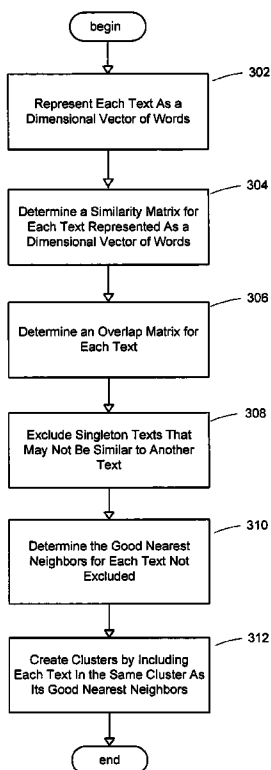 begin
302
Represent Each Text As a
Dimensional Vector of Words
304
Determine a Similarity Matrix for
Each Text Represented As a
Dimensional Vector of Words
306
Determine an Overlap Matrix for
Each Text
308
Exclude Singleton Texts That
May Not Be Similar to Another
Text
310
Determine the Good Nearest
Neighbors for Each Text Not
Excluded
312
Create Clusters by Including
Each Text In the Same Cluster As
Its Good Nearest Neighbors
end